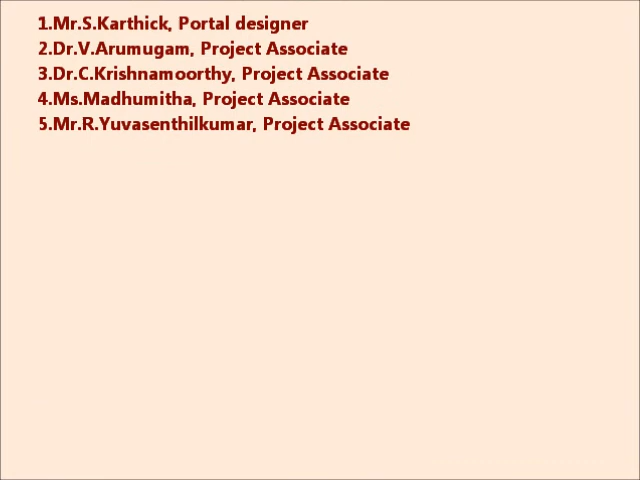 1.Mr.S.Karthick, Portal designer
2.Dr.V.Arumugam, Project Associate
3.Dr.C.Krishnamoorthy, Project Associate
4.Ms.Madhumitha, Project Associate
5.Mr.R.Yuvasenthilkumar, Project Associate